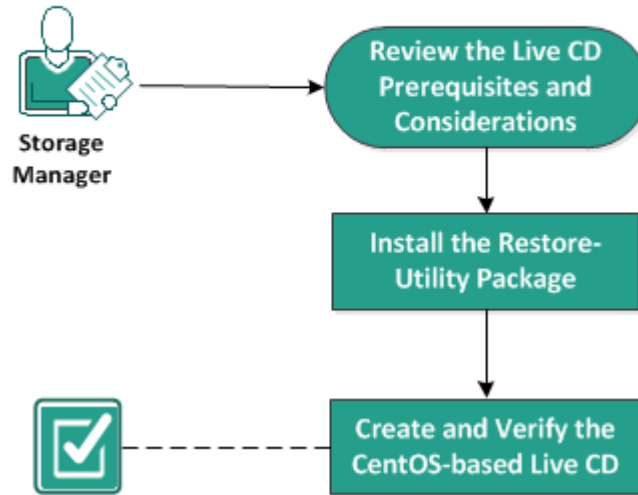 Storage
Manager
Review the Live CD
Prerequisites and
Considerations
Install the Restore-
Utility Package
Create and Verify the
CentOS-based Live CD